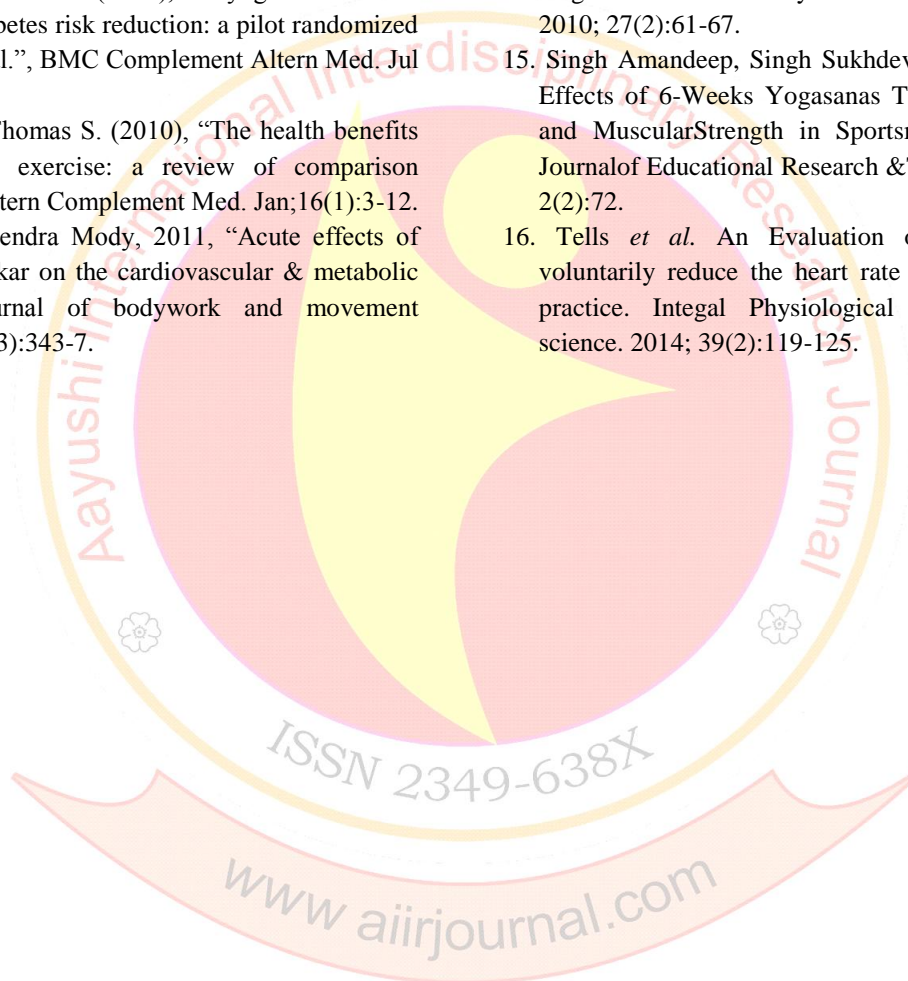 betes risk reduction: a pilot randomized
l.”, BMC Complement Altern Med. Jul
Thomas S. (2010), “The health benefits
exercise: a review of comparison
tern Complement Med. Jan;16(1):3-12.
endra Mody, 2011, “Acute effects of
kar on the cardiovascular & metabolic
urnal of bodywork and movement
3):343-7.
2010; 27(2):61-67.
15. Singh Amandeep, Singh Sukhdev
Effects of 6-Weeks Yogasanas T
and MuscularStrength in Sportsm
Journalof Educational Research &T
2(2):72.
16. Tells et al. An Evaluation o
voluntarily reduce the heart rate
practice. Integal Physiological
science. 2014; 39(2):119-125.
Aayushi International Interdisciplinary Research Journal
ISSN 2349-638X
www aiirjournal.com